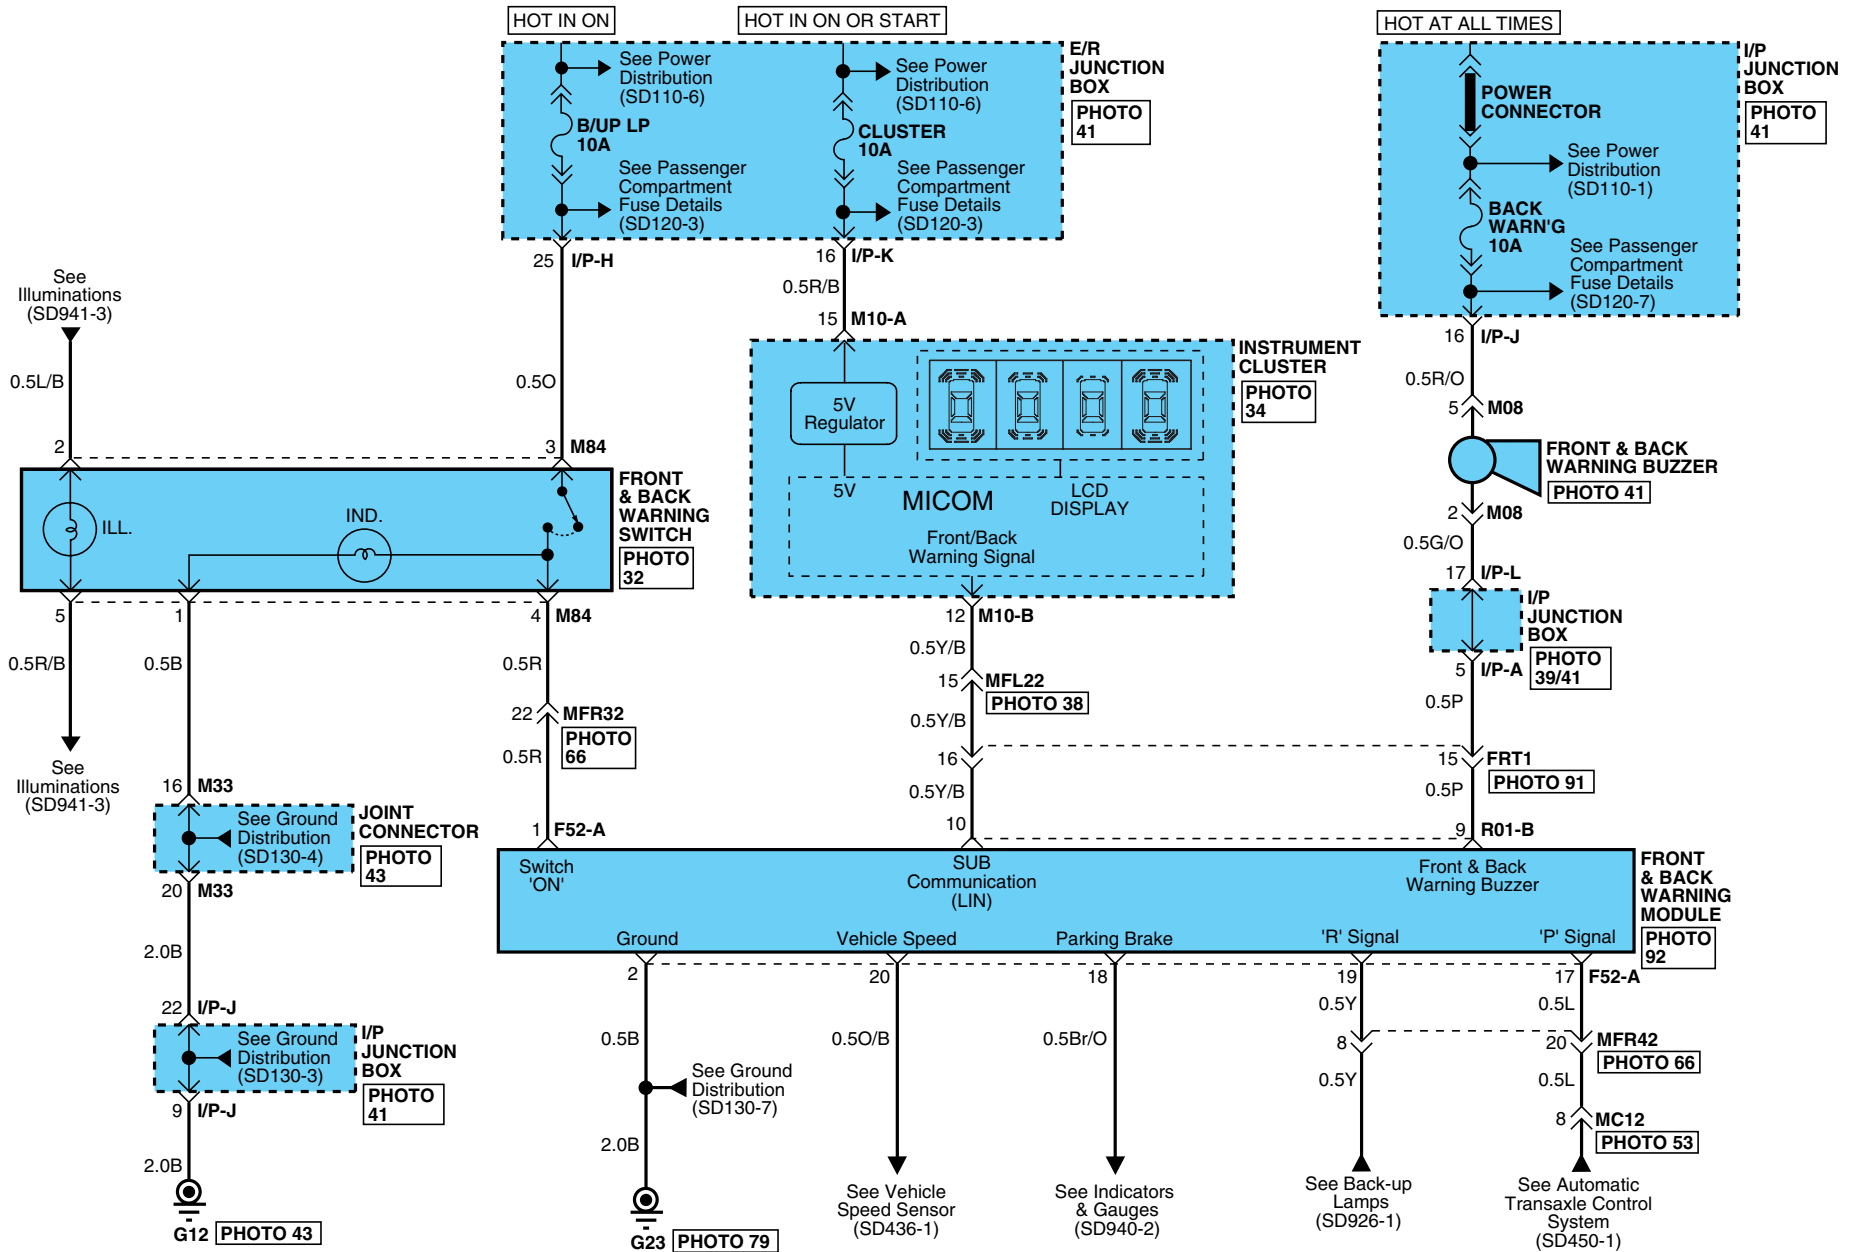 HOT IN ON
HOT IN ON OR START
HOT AT ALL TIMES
See Power
Distribution
(SD110-6)
B/UP LP
10A
See Passenger
Compartment
Fuse Details
(SD120-3)
See Power
Distribution
(SD110-6)
CLUSTER
10A
See Passenger
Compartment
Fuse Details
(SD120-3)
E/R
JUNCTION
BOX
PHOTO
41
POWER
CONNECTOR
See Power
Distribution
(SD110-1)
BACK
WARN'G
10A
See Passenger
Compartment
Fuse Details
(SD120-7)
I/P
JUNCTION
BOX
PHOTO
41
25 I/P-H
16 I/P-K
0.5R/B
15 M10-A
16 I/P-J
0.5R/O
5 M08
See
Illuminations
(SD941-3)
0.5L/B
0.5O
2
3 M84
ILL.
IND.
FRONT
& BACK
WARNING
SWITCH
PHOTO
32
5V
Regulator
5V
MICOM
LCD
DISPLAY
Front/Back
Warning Signal
INSTRUMENT
CLUSTER
PHOTO
34
FRONT & BACK
WARNING BUZZER
PHOTO 41
2 M08
0.5G/O
17 I/P-L
I/P
JUNCTION
BOX
PHOTO
39/41
5 I/P-A
0.5P
5
1
4 M84
0.5R/B
0.5B
0.5R
22 MFR32
PHOTO
66
0.5R
12 M10-B
0.5Y/B
15 MFL22
PHOTO 38
0.5Y/B
16
15 FRT1
PHOTO 91
0.5Y/B
0.5P
See
Illuminations
(SD941-3)
16 M33
See Ground
Distribution
(SD130-4)
JOINT
CONNECTOR
PHOTO
43
20 M33
2.0B
22 I/P-J
See Ground
Distribution
(SD130-3)
I/P
JUNCTION
BOX
PHOTO
41
9 I/P-J
2.0B
G12 PHOTO 43
1 F52-A
10
9 R01-B
Switch
'ON'
SUB
Communication
(LIN)
Front & Back
Warning Buzzer
Ground
Vehicle Speed
Parking Brake
'R' Signal
'P' Signal
FRONT
& BACK
WARNING
MODULE
PHOTO
92
2
20
18
19
17 F52-A
0.5B
0.5O/B
0.5Br/O
0.5Y
0.5L
8
20 MFR42
PHOTO 66
0.5Y
0.5L
8 MC12
PHOTO 53
See Ground
Distribution
(SD130-7)
2.0B
G23 PHOTO 79
See Vehicle
Speed Sensor
(SD436-1)
See Indicators
& Gauges
(SD940-2)
See Back-up
Lamps
(SD926-1)
See Automatic
Transaxle Control
System
(SD450-1)